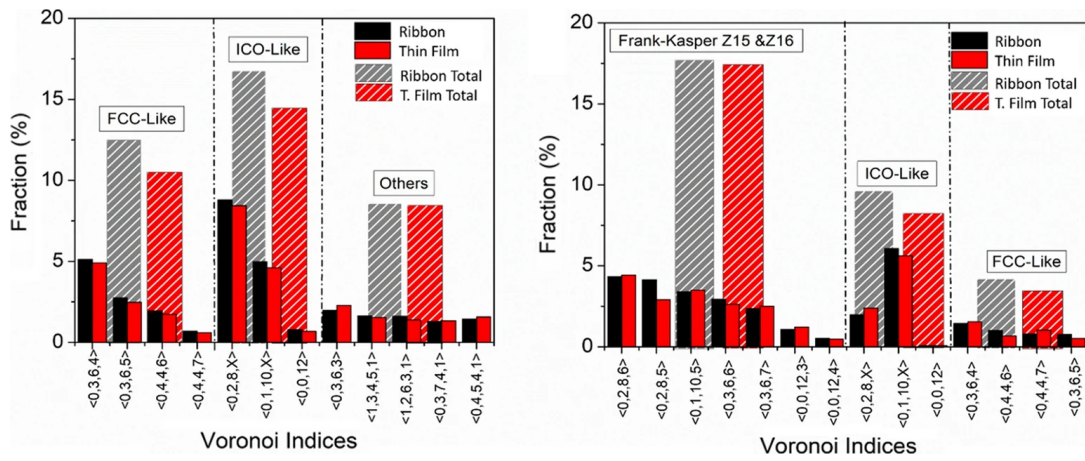 20
15
10
5
0
Fraction (%)
FCC-Like
ICO-Like
Others
Ribbon
Thin Film
Ribbon Total
T. Film Total
<0,3,6,4>
<0,3,6,5>
<0,4,4,6>
<0,4,4,7>
<0,2,8,X>
<0,1,10,X>
<0,0,12>
<0,3,6,3>
<1,3,4,5,1>
<1,2,6,3,1>
<0,3,7,4,1>
<0,4,5,4,1>
Voronoi Indices
20
15
10
5
0
Fraction (%)
Frank-Kasper Z15 &Z16
ICO-Like
FCC-Like
Ribbon
Thin Film
Ribbon Total
T. Film Total
<0,2,8,6>
<0,2,8,5>
<0,1,10,5>
<0,3,6,6>
<0,3,6,7>
<0,0,12,3>
<0,0,12,4>
<0,2,8,X>
<0,1,10,X>
<0,0,12>
<0,3,6,4>
<0,4,4,6>
<0,4,4,7>
<0,3,6,5>
Voronoi Indices